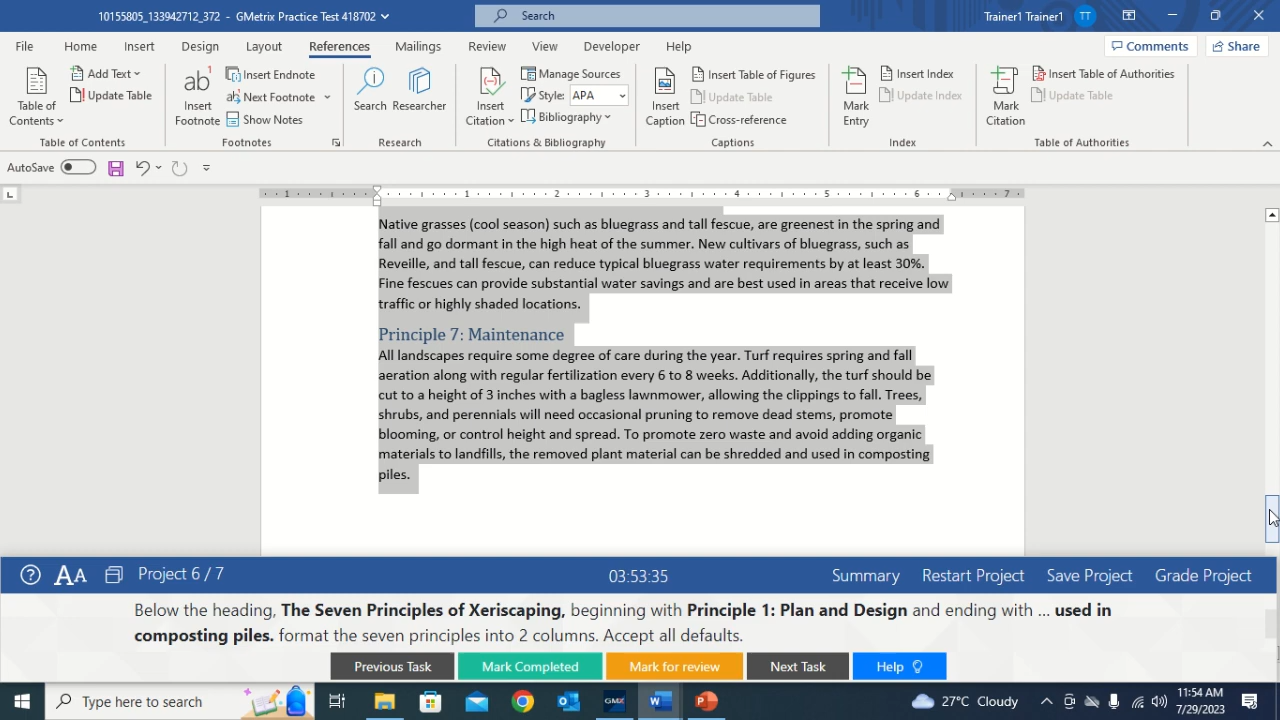 10155805_133942712_372 - GMetrix Practice Test 418702
Search
Trainer1 Trainer1 TT
File Home Insert Design Layout References Mailings Review View Developer Help
Comments Share
Table of Contents
Add Text
Update Table
Table of Contents
ab
Insert Footnote
Insert Endnote
Next Footnote
Show Notes
Footnotes
Search
Researcher
Research
Insert Citation
Manage Sources
Style: APA
Bibliography
Citations & Bibliography
Insert Caption
Insert Table of Figures
Update Table
Cross-reference
Captions
Mark Entry
Insert Index
Update Index
Index
Mark Citation
Insert Table of Authorities
Update Table
Table of Authorities
AutoSave
1 1 2 3 4 5 6 7
Native grasses (cool season) such as bluegrass and tall fescue, are greenest in the spring and
fall and go dormant in the high heat of the summer. New cultivars of bluegrass, such as
Reveille, and tall fescue, can reduce typical bluegrass water requirements by at least 30%.
Fine fescues can provide substantial water savings and are best used in areas that receive low
traffic or highly shaded locations.
Principle 7: Maintenance
All landscapes require some degree of care during the year. Turf requires spring and fall
aeration along with regular fertilization every 6 to 8 weeks. Additionally, the turf should be
cut to a height of 3 inches with a bagless lawnmower, allowing the clippings to fall. Trees,
shrubs, and perennials will need occasional pruning to remove dead stems, promote
blooming, or control height and spread. To promote zero waste and avoid adding organic
materials to landfills, the removed plant material can be shredded and used in composting
piles.
AA Project 6 / 7 03:53:35 Summary Restart Project Save Project Grade Project
Below the heading, The Seven Principles of Xeriscaping, beginning with Principle 1: Plan and Design and ending with ... used in
composting piles. format the seven principles into 2 columns. Accept all defaults.
Previous Task Mark Completed Mark for review Next Task Help
Type here to search
GMX
27°C Cloudy
11:54 AM
7/29/2023